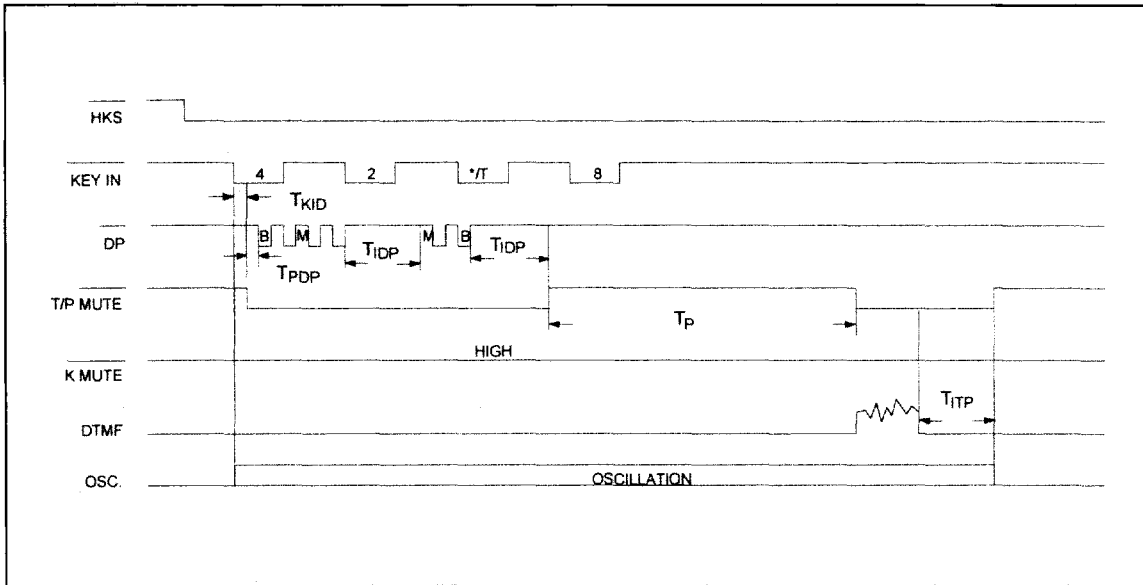 HKS
KEY IN 4 2 */T 8
TKID
DP B M M B
TIDP TIDP
TPDP
T/P MUTE
TP
HIGH
K MUTE
TITP
DTMF
OSC. OSCILLATION